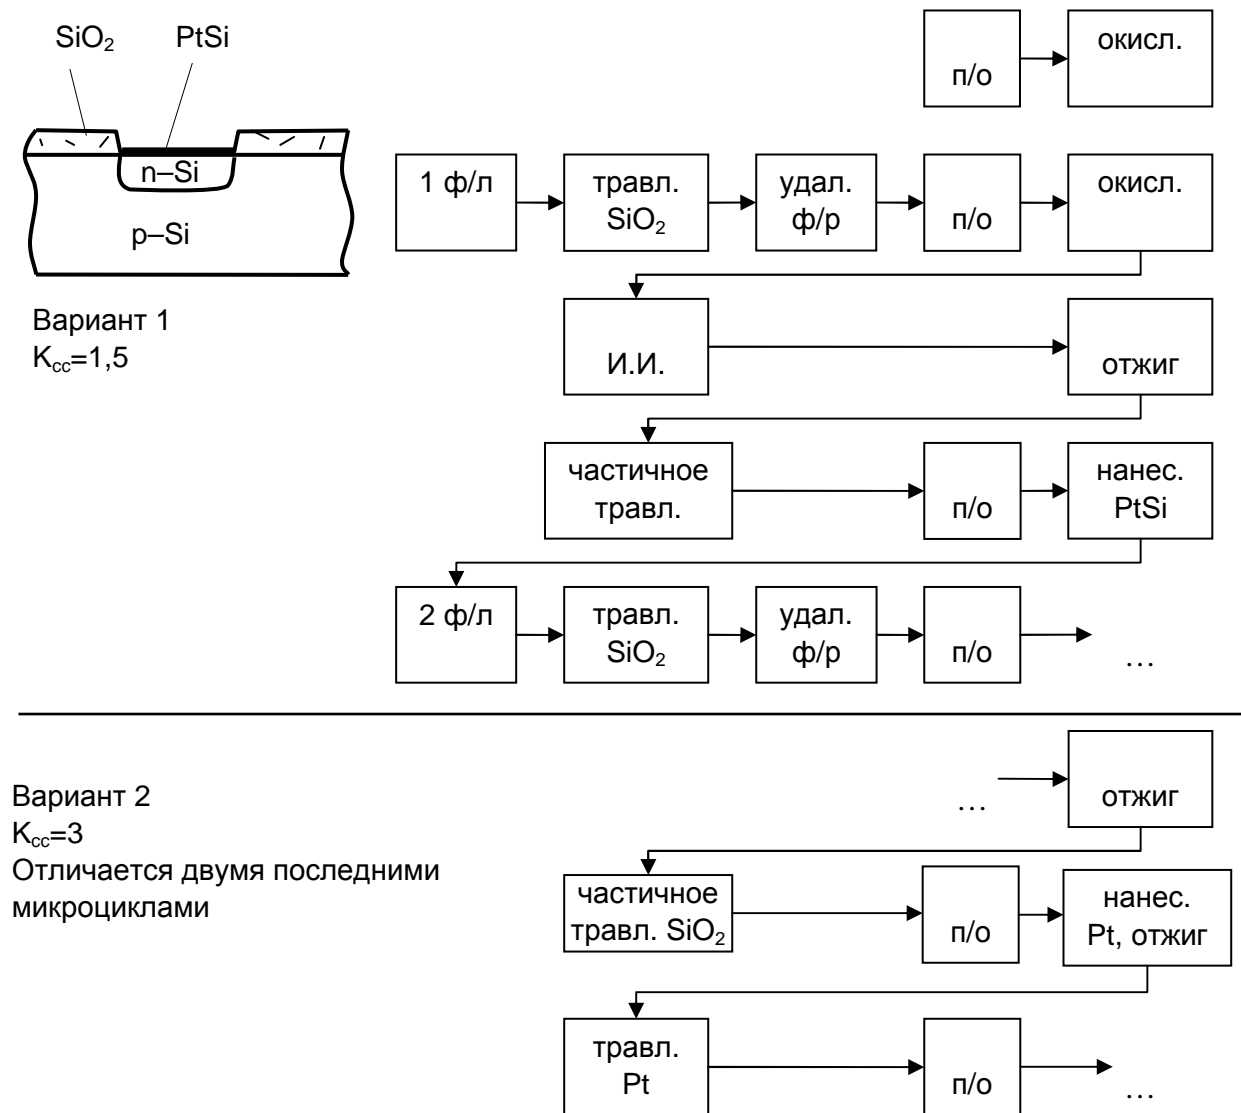 SiO₂ PtSi
n–Si
p–Si
Вариант 1
Kcc=1,5
п/о
окисл.
1 ф/л
травл.
SiO₂
удал.
ф/р
п/о
окисл.
И.И.
отжиг
частичное
травл.
п/о
нанес.
PtSi
2 ф/л
травл.
SiO₂
удал.
ф/р
п/о
…
Вариант 2
Kcc=3
Отличается двумя последними
микроциклами
…
отжиг
частичное
травл. SiO₂
п/о
нанес.
Pt, отжиг
травл.
Pt
п/о
…